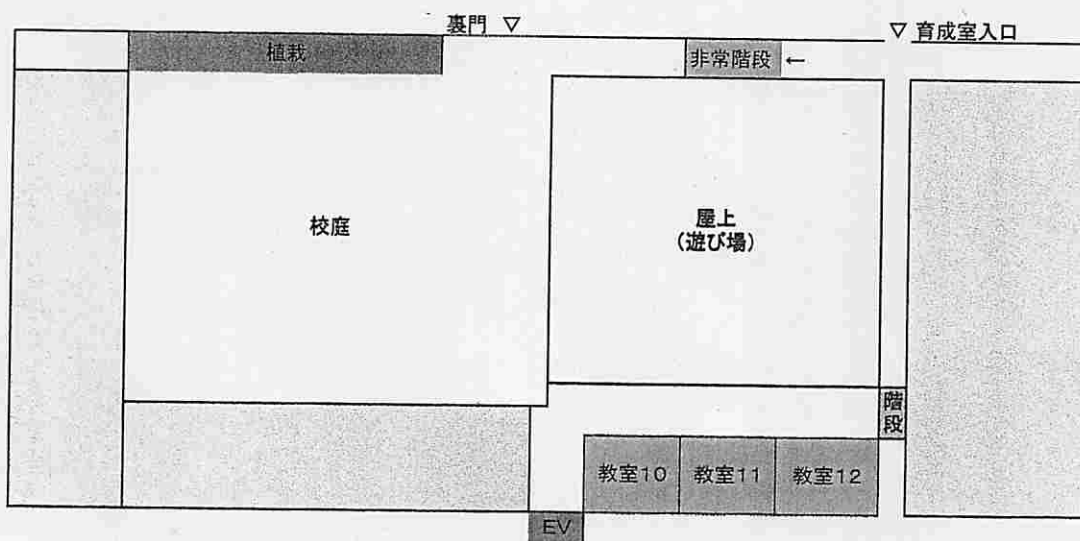 裏門 ▽
▽ 育成室入口
植栽
非常階段 ←
校庭
屋上
(遊び場)
階
段
教室10
教室11
教室12
EV